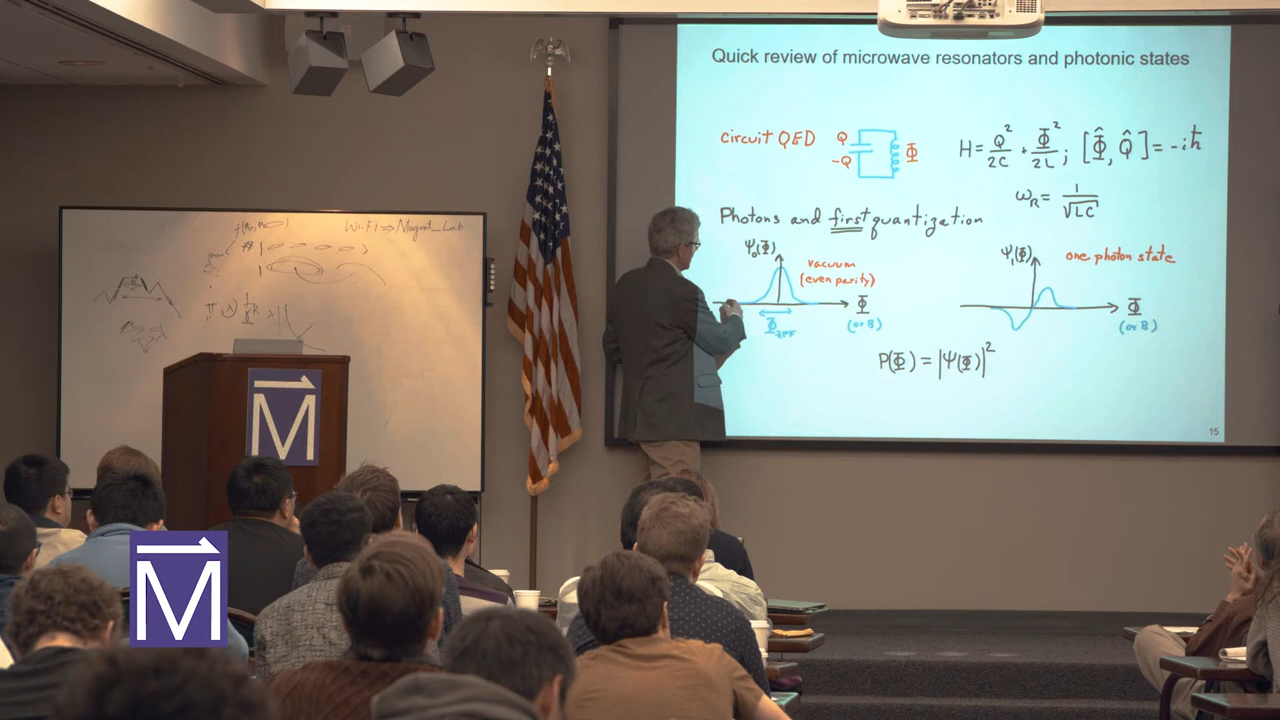 Quick review of microwave resonators and photonic states
circuit QED
Q
-Q
Φ
H = Q²/2C + Φ²/2L ; [Φ̂, Q̂] = -iħ
ω_R = 1/√LC
Photons and first quantization
Ψ₀(Φ)
vacuum
(even parity)
Φ
(or B)
Φ_ZPF
Ψ₁(Φ)
one photon state
Φ
(or B)
P(Φ) = |Ψ(Φ)|²
15
WiFi ⇒ Magnt_Lab
M
M